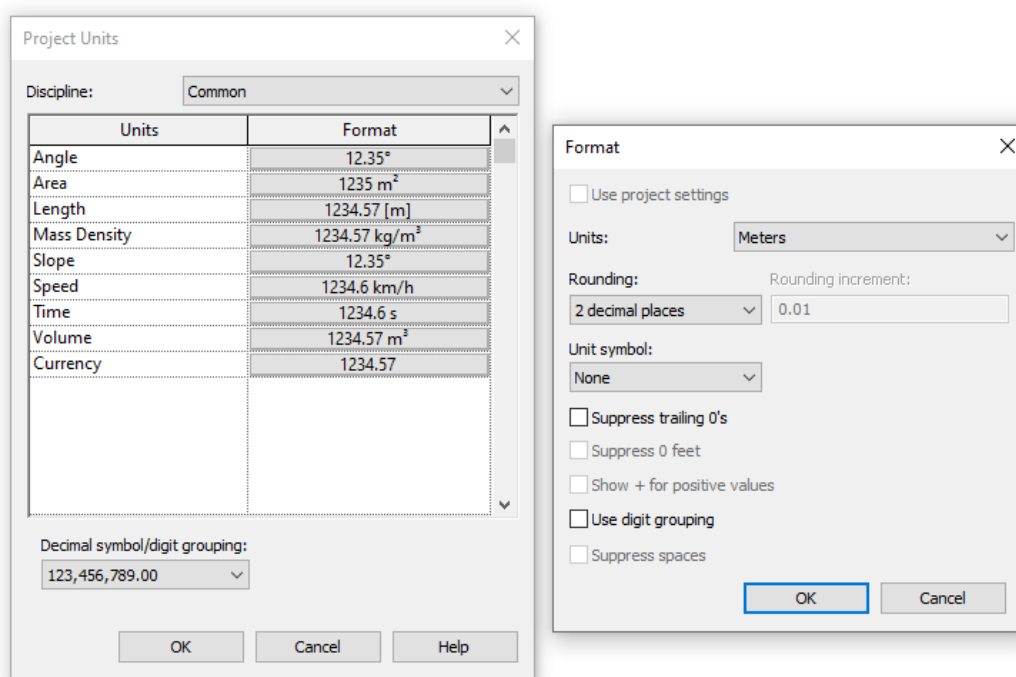 Project Units
Discipline: Common
Units Format
Angle 12.35°
Area 1235 m²
Length 1234.57 [m]
Mass Density 1234.57 kg/m³
Slope 12.35°
Speed 1234.6 km/h
Time 1234.6 s
Volume 1234.57 m³
Currency 1234.57
Decimal symbol/digit grouping:
123,456,789.00
OK Cancel Help
Format
Use project settings
Units: Meters
Rounding: Rounding increment:
2 decimal places 0.01
Unit symbol:
None
Suppress trailing 0's
Suppress 0 feet
Show + for positive values
Use digit grouping
Suppress spaces
OK Cancel